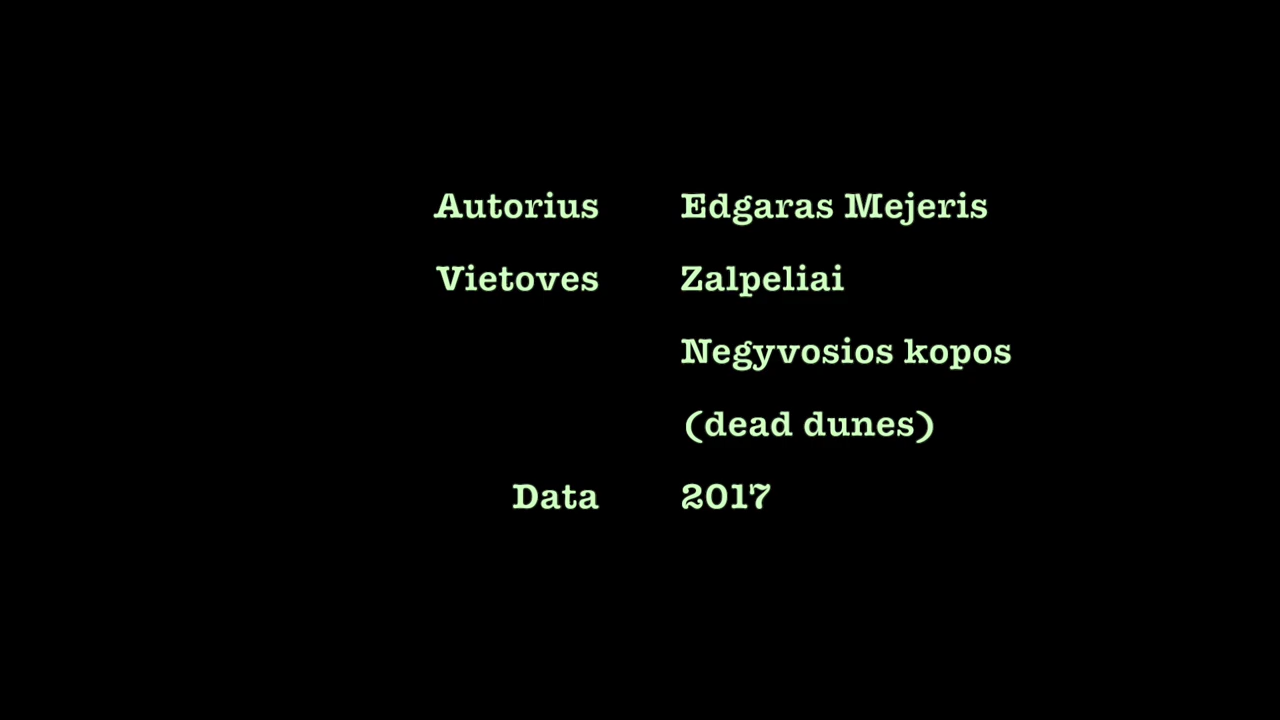 Autorius Edgaras Mejeris
Vietoves Zalpeliai
Negyvosios kopos
(dead dunes)
Data 2017